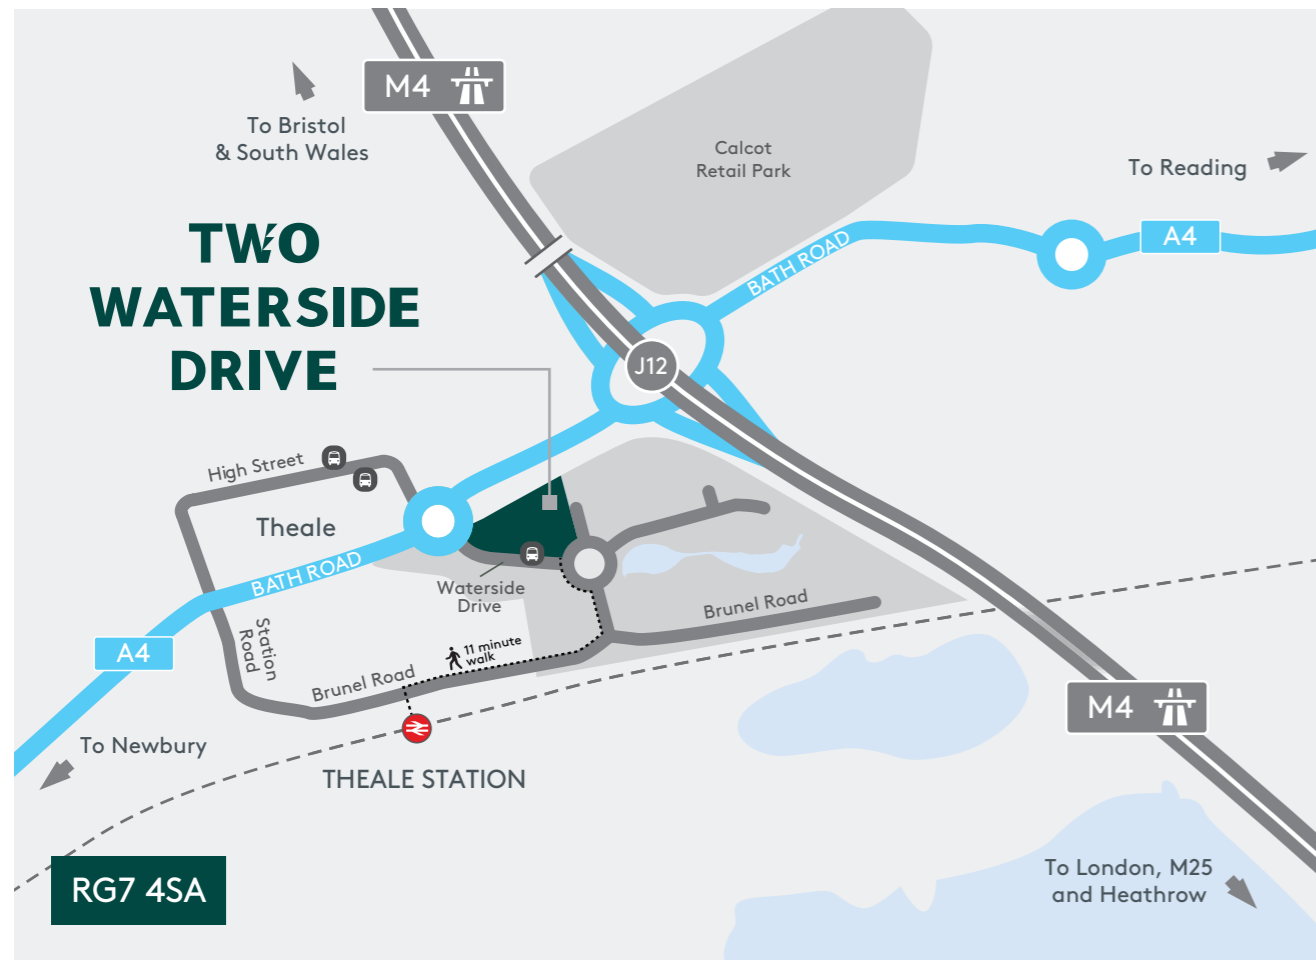 M4
To Bristol
& South Wales
Calcot
Retail Park
To Reading
A4
BATH ROAD
TWO
WATERSIDE
DRIVE
J12
High Street
Theale
BATH ROAD
Waterside
Drive
Brunel Road
Station
Road
A4
11 minute
walk
Brunel Road
M4
To Newbury
THEALE STATION
To London, M25
and Heathrow
RG7 4SA